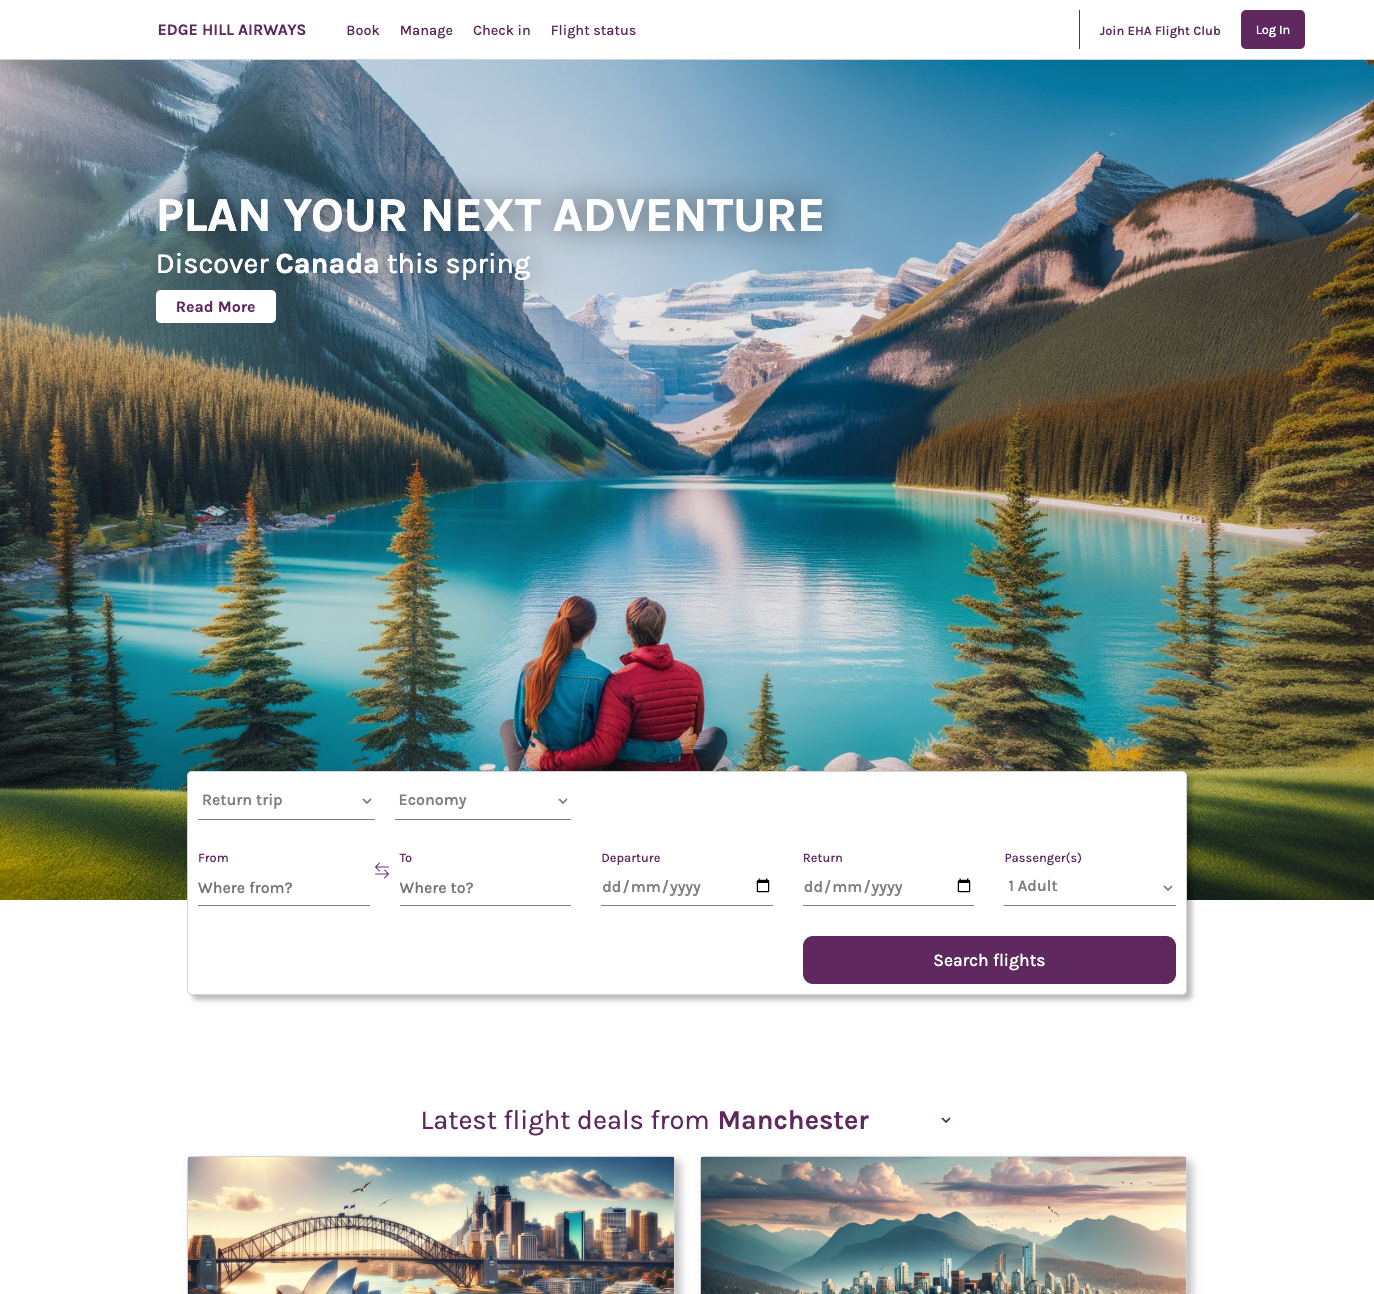 EDGE HILL AIRWAYS Book Manage Check in Flight status Join EHA Flight Club Log In
PLAN YOUR NEXT ADVENTURE
Discover Canada this spring
Read More
Return trip Economy
From To Departure Return Passenger(s)
Where from? Where to? dd/mm/yyyy dd/mm/yyyy 1 Adult
Search flights
Latest flight deals from Manchester